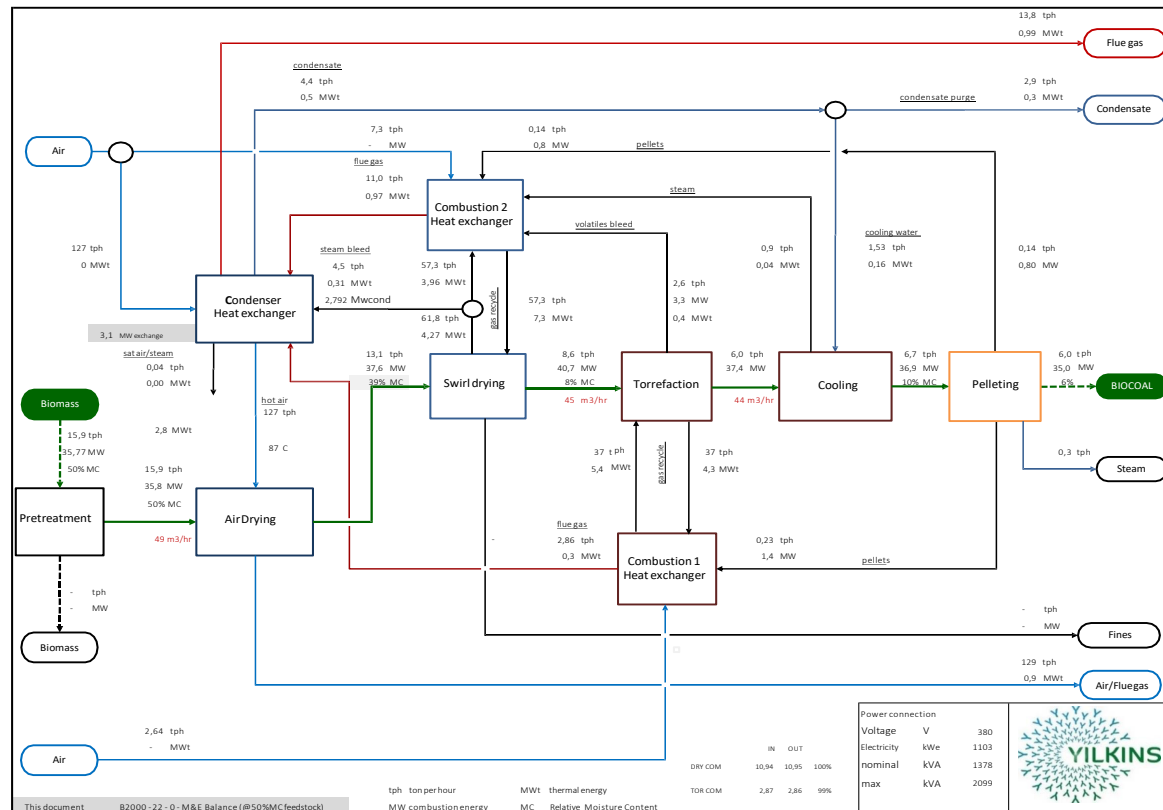 13,8 tph
0,99 MWt
Flue gas
condensate
4,4 tph
0,5 MWt
2,9 tph
condensate purge
0,3 MWt
Condensate
Air
7,3 tph
- MW
0,14 tph
0,8 MW
pellets
flue gas
11,0 tph
0,97 MWt
Combustion 2
Heat exchanger
steam
volatiles bleed
127 tph
0 MWt
steam bleed
4,5 tph
0,31 MWt
2,792 Mwcond
57,3 tph
3,96 MWt
gas recycle
57,3 tph
7,3 MWt
2,6 tph
3,3 MW
0,4 MWt
0,9 tph
0,04 MWt
cooling water
1,53 tph
0,16 MWt
0,14 tph
0,80 MW
Condenser
Heat exchanger
61,8 tph
4,27 MWt
3,1 MW exchange
sat air/steam
0,04 tph
0,00 MWt
13,1 tph
37,6 MW
39% MC
Swirl drying
8,6 tph
40,7 MW
8% MC
45 m3/hr
Torrefaction
6,0 tph
37,4 MW
44 m3/hr
Cooling
6,7 tph
36,9 MW
10% MC
Pelleting
6,0 tph
35,0 MW
6%
BIOCOAL
Biomass
hot air
127 tph
2,8 MWt
87 C
15,9 tph
35,77 MW
50% MC
15,9 tph
35,8 MW
50% MC
37 tph
5,4 MWt
gas recycle
37 tph
4,3 MWt
0,3 tph
Steam
Pretreatment
49 m3/hr
Air Drying
flue gas
2,86 tph
0,3 MWt
-
Combustion 1
Heat exchanger
0,23 tph
1,4 MW
pellets
- tph
- MW
Biomass
- tph
- MW
Fines
129 tph
0,9 MWt
Air/Flue gas
2,64 tph
- MWt
Air
IN OUT
DRY COM 10,94 10,95 100%
TOR COM 2,87 2,86 99%
tph ton per hour MWt thermal energy
MW combustion energy MC Relative Moisture Content
This document B2000 - 22 - 0 - M&E Balance (@50%MC feedstock)
Power connection
Voltage V 380
Electricity kWe 1103
nominal kVA 1378
max kVA 2099
YILKINS